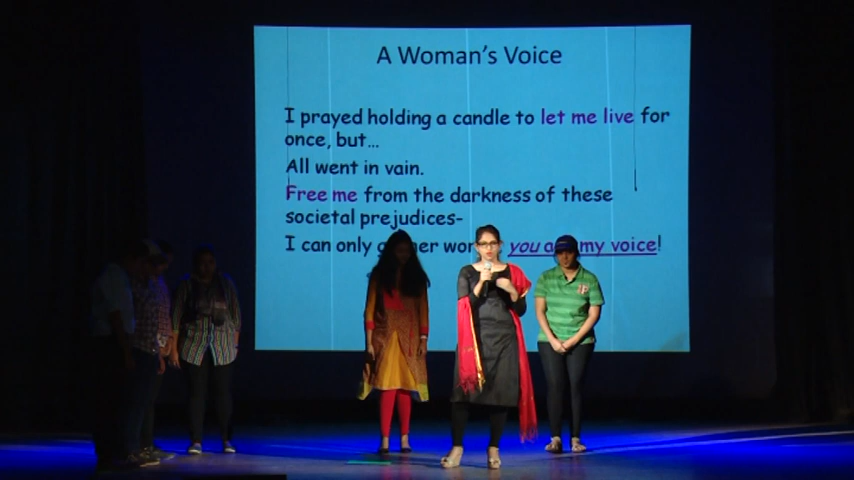 A Woman's Voice
I prayed holding a candle to let me live for
once, but...
All went in vain.
Free me from the darkness of these
societal prejudices-
I can only my voice!